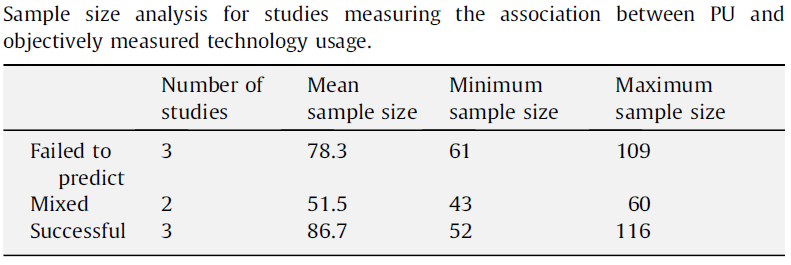 Sample size analysis for studies measuring the association between PU and
objectively measured technology usage.
Number of studies Mean sample size Minimum sample size Maximum sample size
Failed to predict 3 78.3 61 109
Mixed 2 51.5 43 60
Successful 3 86.7 52 116